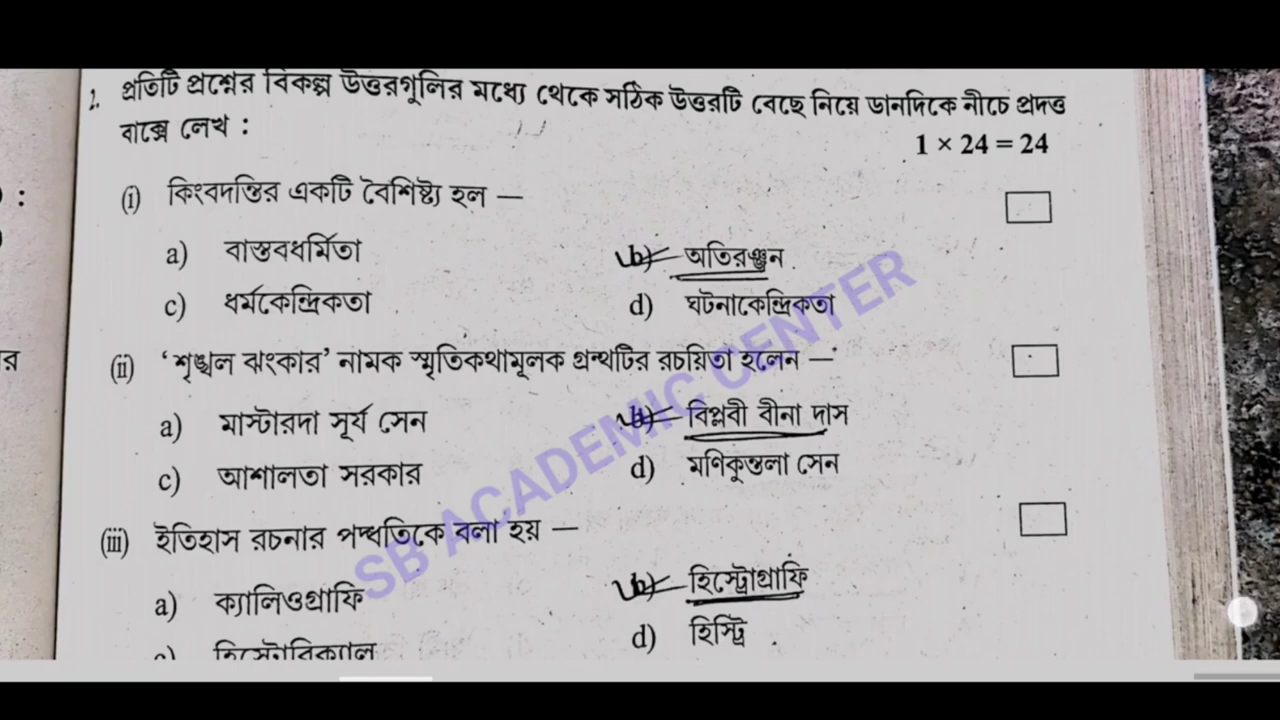 প্রতিটি প্রশ্নের বিকল্প উত্তরগুলির মধ্যে থেকে সঠিক উত্তরটি বেছে নিয়ে ডানদিকে নীচে প্রদত্ত
বাক্সে লেখ :
1 × 24 = 24
(i) কিংবদন্তির একটি বৈশিষ্ট্য হল —
a) বাস্তবধর্মিতা b) অতিরঞ্জন
c) ধর্মকেন্দ্রিকতা d) ঘটনাকেন্দ্রিকতা
(ii) ‘শৃঙ্খল ঝংকার’ নামক স্মৃতিকথামূলক গ্রন্থটির রচয়িতা হলেন —
a) মাস্টারদা সূর্য সেন b) বিপ্লবী বীনা দাস
c) আশালতা সরকার d) মণিকুন্তলা সেন
(iii) ইতিহাস রচনার পদ্ধতিকে বলা হয় —
a) ক্যালিওগ্রাফি b) হিস্ট্রোগ্রাফি
c) হিস্টোরিক্যাল d) হিস্ট্রি
SB ACADEMIC CENTER